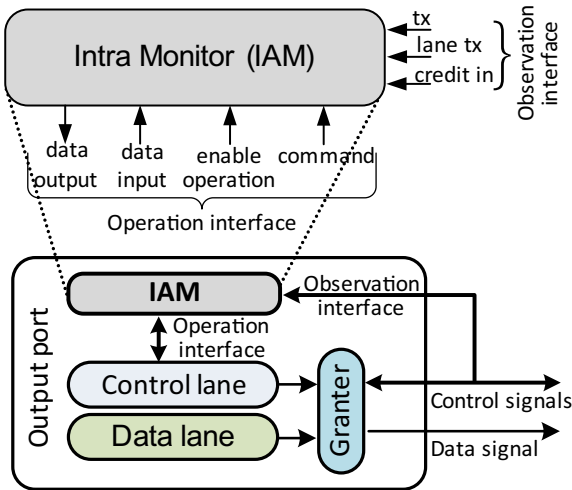 Intra Monitor (IAM)
tx
lane tx
credit in
Observation
interface
data
output
data
input
enable
operation
command
Operation interface
Output port
IAM
Observation
interface
Operation
interface
Control lane
Data lane
Granter
Control signals
Data signal